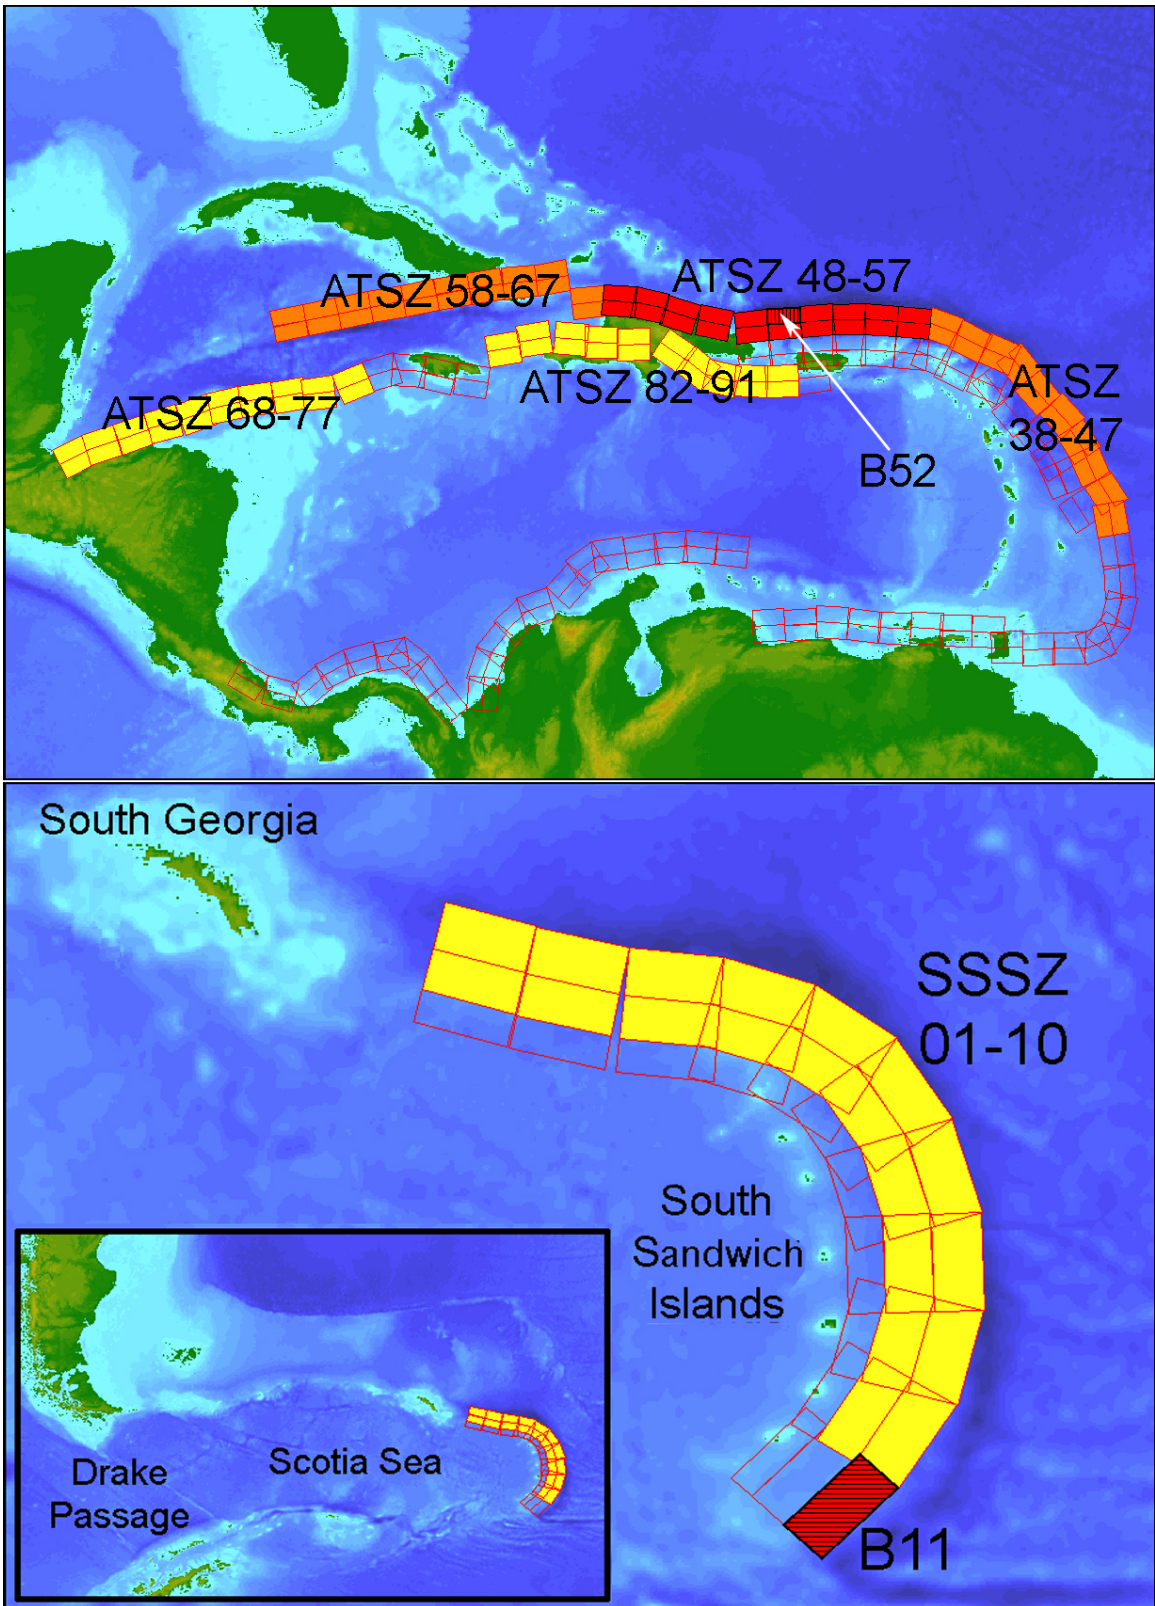 ATSZ 48-57
ATSZ 58-67
ATSZ
38-47
ATSZ 82-91
ATSZ 68-77
B52
South Georgia
SSSZ
01-10
South
Sandwich
Islands
Scotia Sea
Drake
Passage
B11